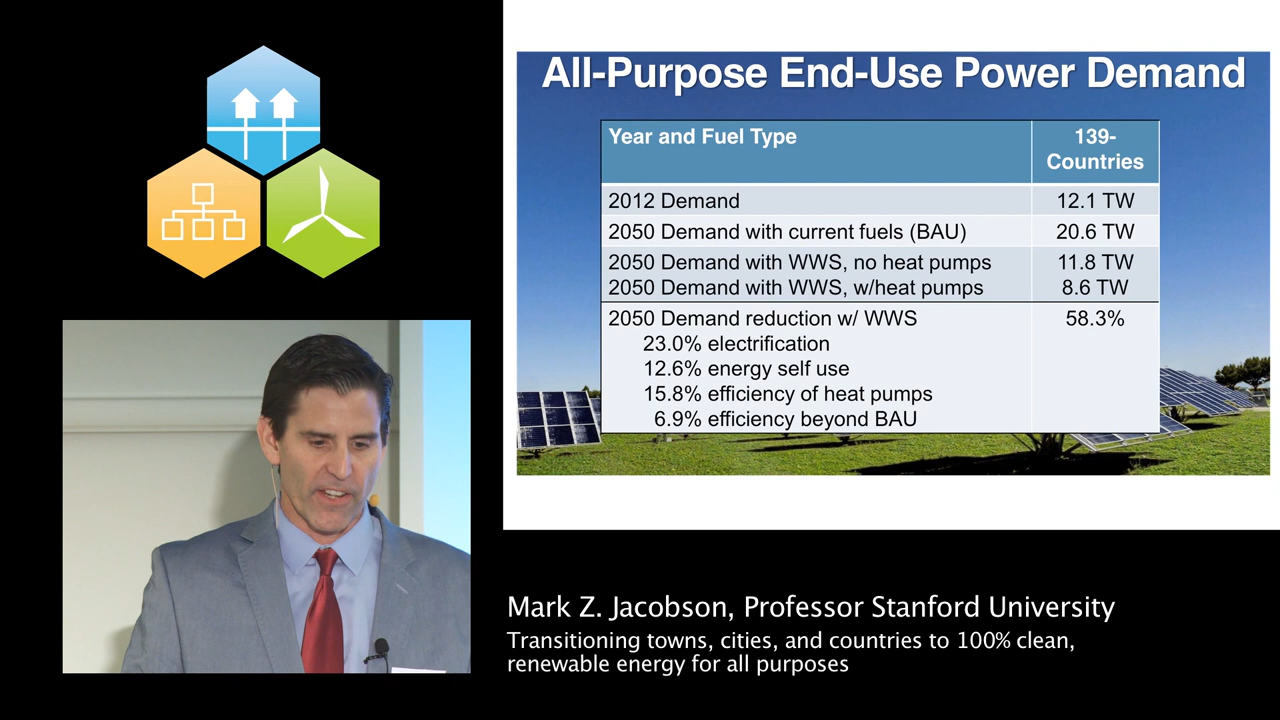 All-Purpose End-Use Power Demand
Year and Fuel Type
139-
Countries
2012 Demand 12.1 TW
2050 Demand with current fuels (BAU) 20.6 TW
2050 Demand with WWS, no heat pumps 11.8 TW
2050 Demand with WWS, w/heat pumps 8.6 TW
2050 Demand reduction w/ WWS 58.3%
23.0% electrification
12.6% energy self use
15.8% efficiency of heat pumps
6.9% efficiency beyond BAU
Mark Z. Jacobson, Professor Stanford University
Transitioning towns, cities, and countries to 100% clean,
renewable energy for all purposes